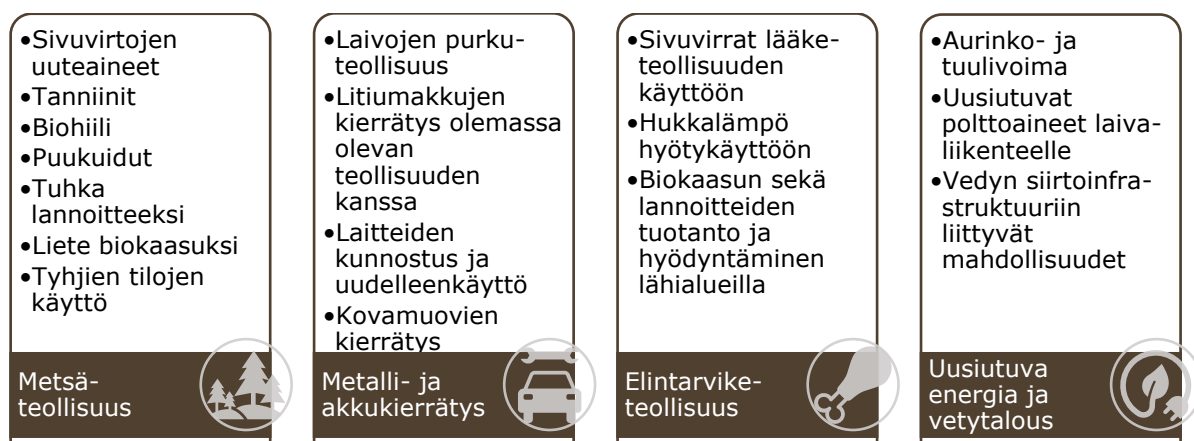 •Sivuvirtojen
uuteaineet
•Tanniinit
•Biohiili
•Puukuidut
•Tuhka
lannoitteeksi
•Liete biokaasuksi
•Tyhjien tilojen
käyttö
Metsä-
teollisuus
•Laivojen purku-
teollisuus
•Litiumakkujen
kierrätys olemassa
olevan
teollisuuden
kanssa
•Laitteiden
kunnostus ja
uudelleenkäyttö
•Kovamuovien
kierrätys
Metalli- ja
akkukierrätys
•Sivuvirrat lääke-
teollisuuden
käyttöön
•Hukkalämpö
hyötykäyttöön
•Biokaasun sekä
lannoitteiden
tuotanto ja
hyödyntäminen
lähialueilla
Elintarvike-
teollisuus
•Aurinko- ja
tuulivoima
•Uusiutuvat
polttoaineet laiva-
liikenteelle
•Vedyn siirtoinfra-
struktuuriin
liittyvät
mahdollisuudet
Uusiutuva
energia ja
vetytalous